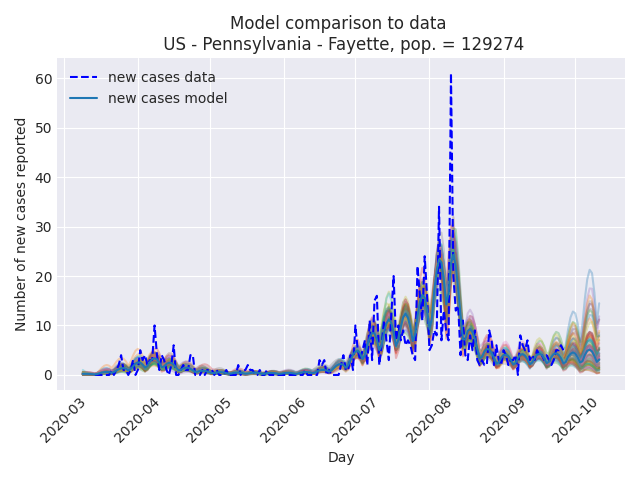 Model comparison to data
US - Pennsylvania - Fayette, pop. = 129274
new cases data
new cases model
Number of new cases reported
60
50
40
30
20
10
0
2020-03
2020-04
2020-05
2020-06
2020-07
2020-08
2020-09
2020-10
Day